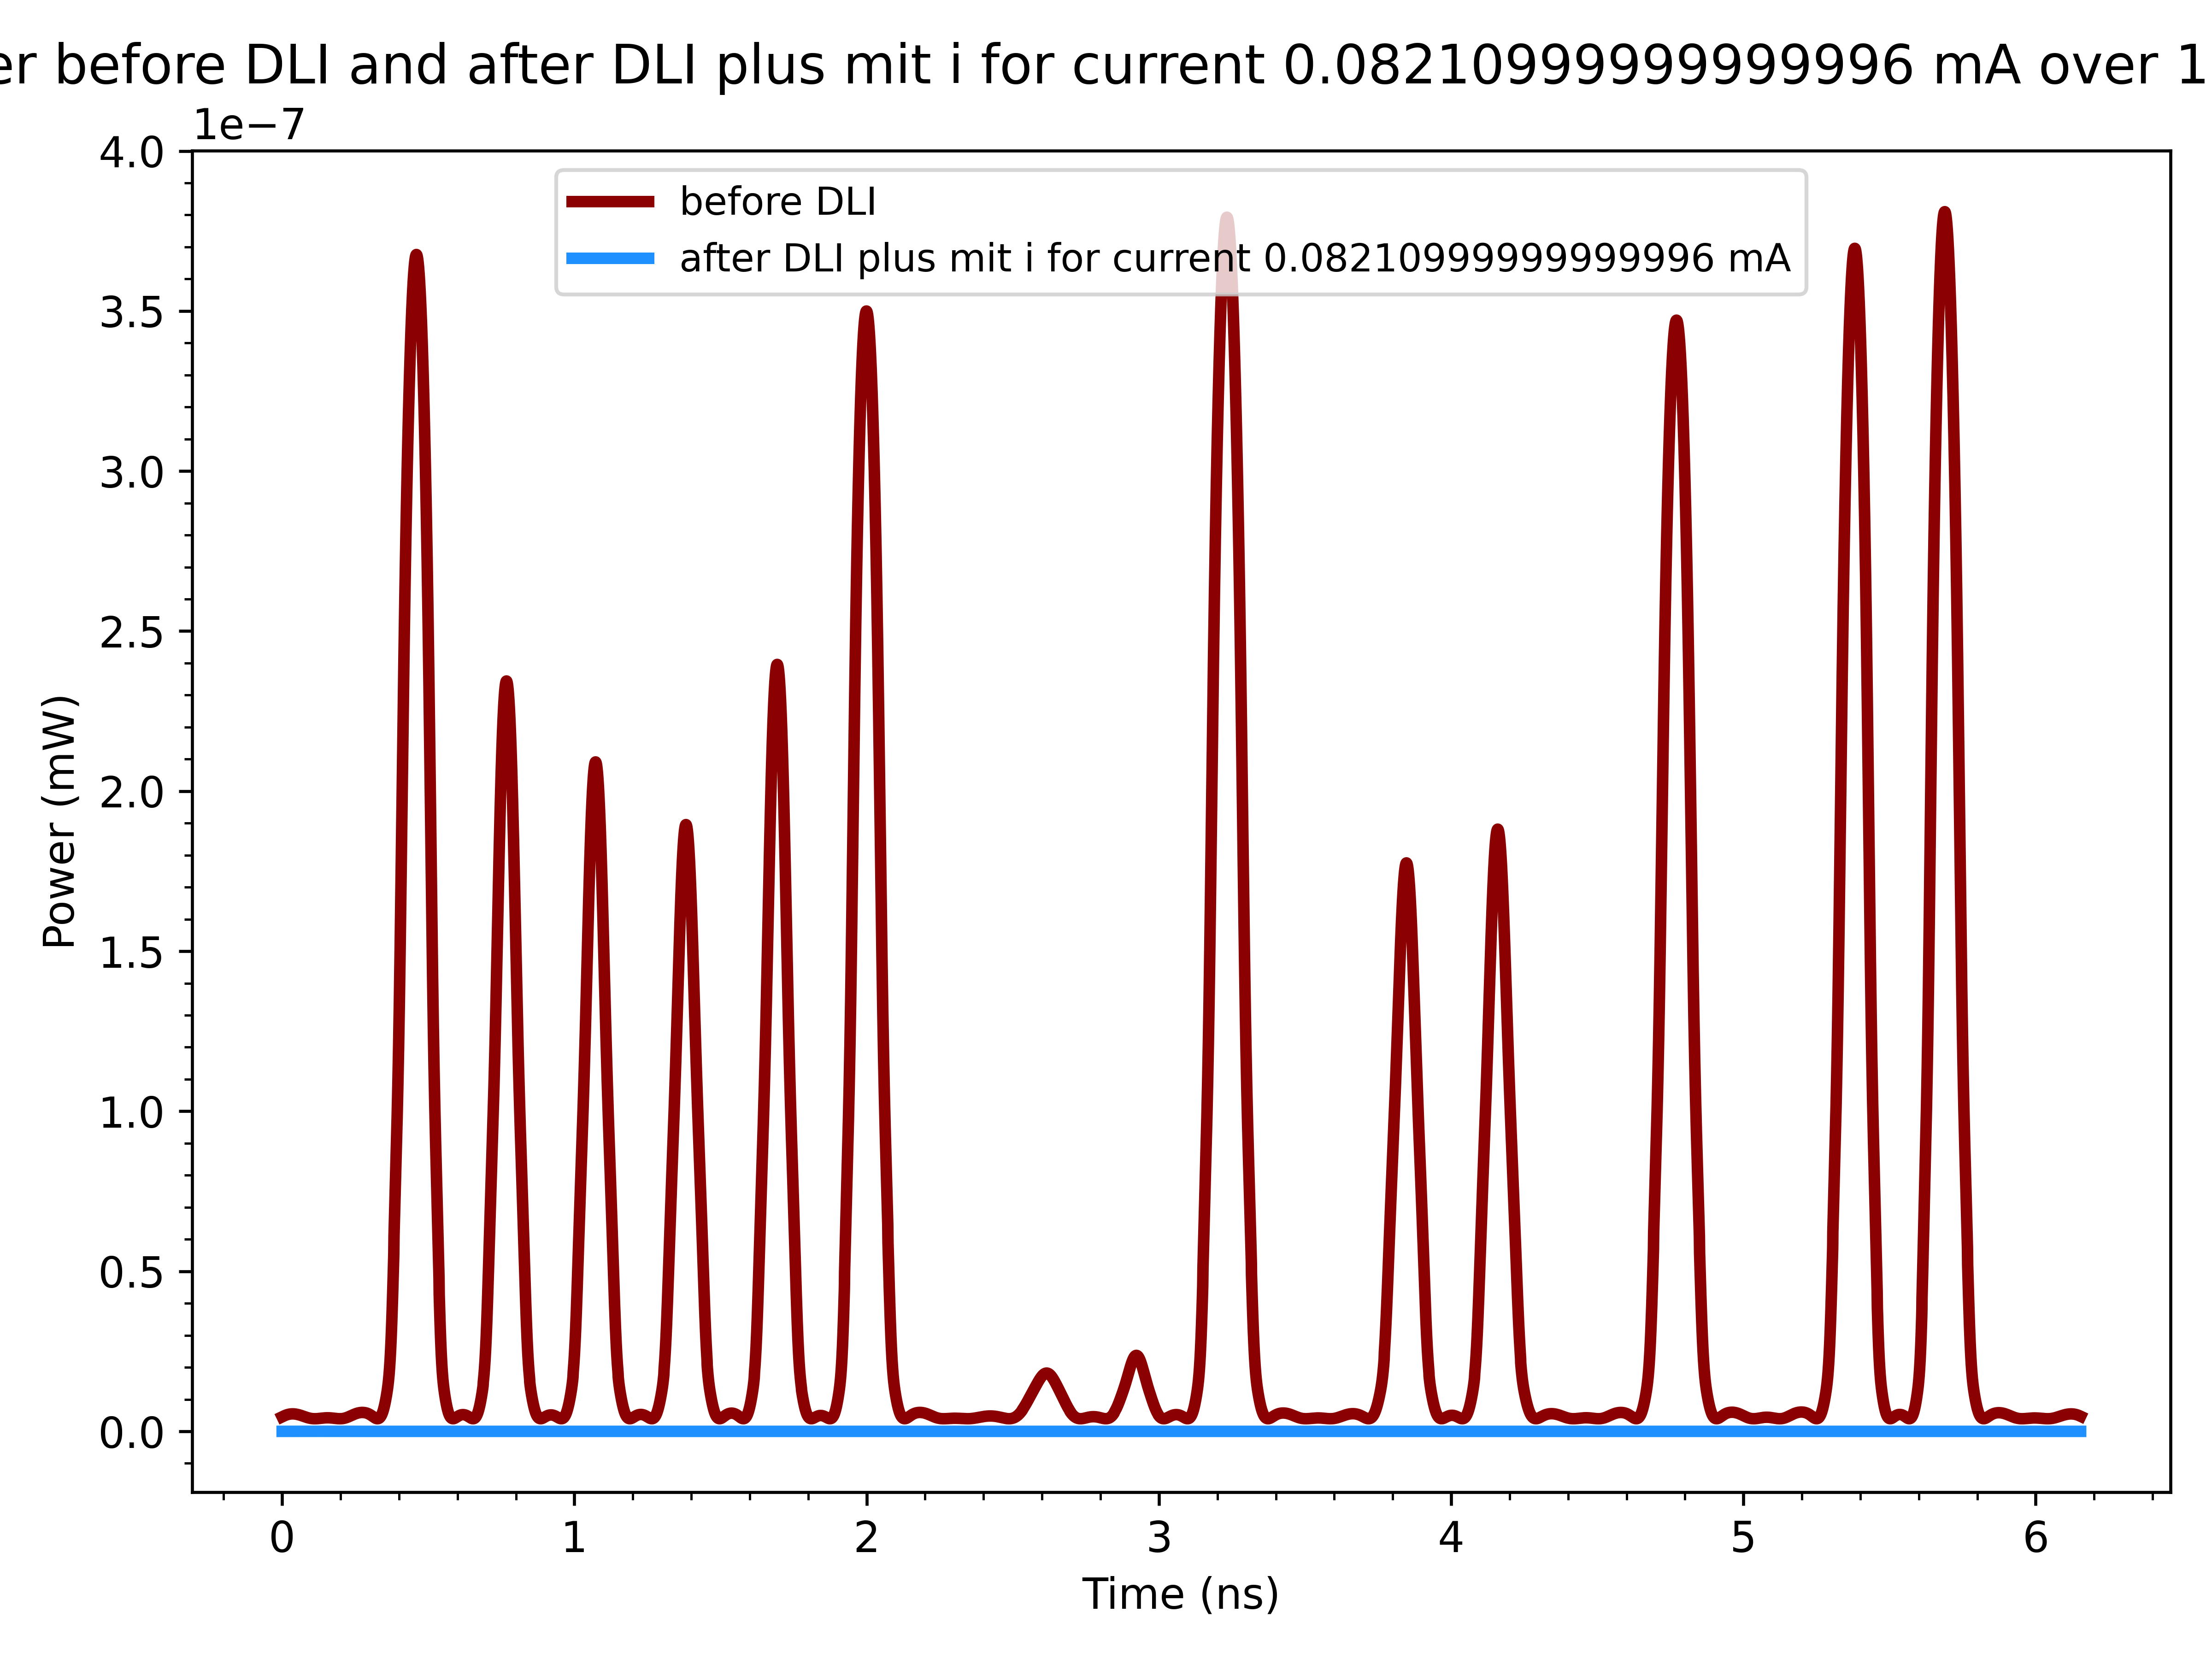 er before DLI and after DLI plus mit i for current 0.08210999999999996 mA over 1
1e−7
before DLI
after DLI plus mit i for current 0.08210999999999996 mA
4.0
3.5
3.0
2.5
2.0
1.5
1.0
0.5
0.0
Power (mW)
0 1 2 3 4 5 6
Time (ns)